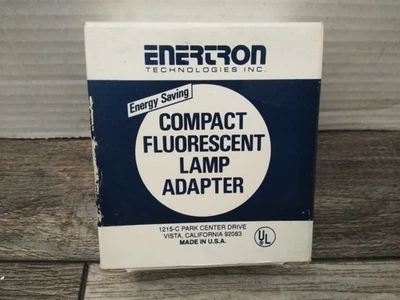 ENERTRON
TECHNOLOGIES INC.
Energy Saving
COMPACT
FLUORESCENT
LAMP
ADAPTER
1215-C PARK CENTER DRIVE
VISTA, CALIFORNIA 92083
MADE IN U.S.A.
UL